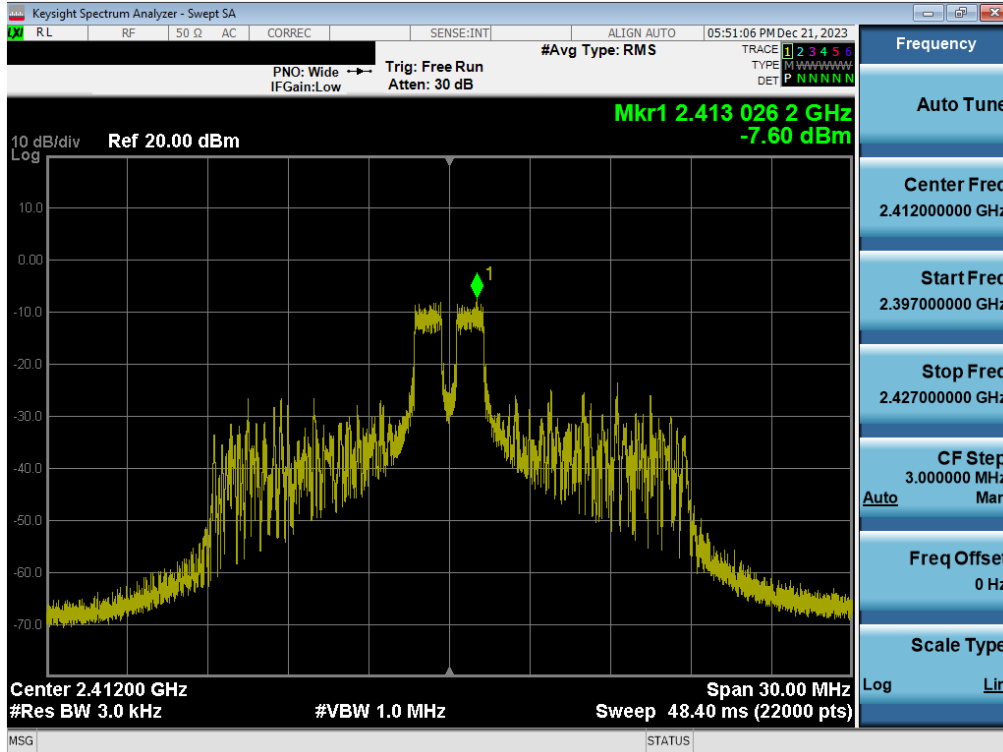 Keysight Spectrum Analyzer - Swept SA
LXI RL RF 50 Ω AC CORREC SENSE:INT ALIGN AUTO 05:51:06 PM Dec 21, 2023
#Avg Type: RMS TRACE 1 2 3 4 5 6
PNO: Wide Trig: Free Run TYPE M WWWWW
IFGain:Low Atten: 30 dB DET P N N N N N
Mkr1 2.413 026 2 GHz
-7.60 dBm
10 dB/div Ref 20.00 dBm
Log
1
10.0
0.00
-10.0
-20.0
-30.0
-40.0
-50.0
-60.0
-70.0
Center 2.41200 GHz Span 30.00 MHz
#Res BW 3.0 kHz #VBW 1.0 MHz Sweep 48.40 ms (22000 pts)
MSG STATUS
Frequency
Auto Tune
Center Freq
2.412000000 GHz
Start Freq
2.397000000 GHz
Stop Freq
2.427000000 GHz
CF Step
3.000000 MHz
Auto Man
Freq Offset
0 Hz
Scale Type
Log Lin